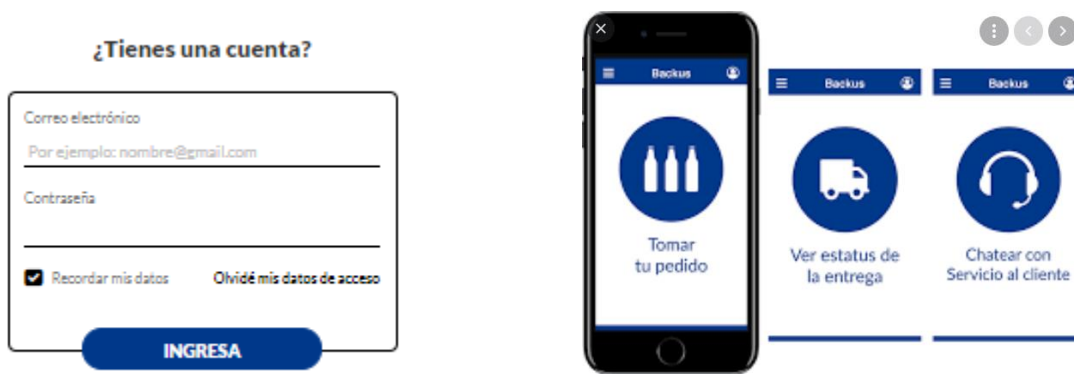 ¿Tienes una cuenta?
Correo electrónico
Por ejemplo: nombre@gmail.com
Contraseña
Recordar mis datos
Olvidé mis datos de acceso
INGRESA
Backus
Tomar
tu pedido
Backus
Ver estatus de
la entrega
Backus
Chatear con
Servicio al cliente